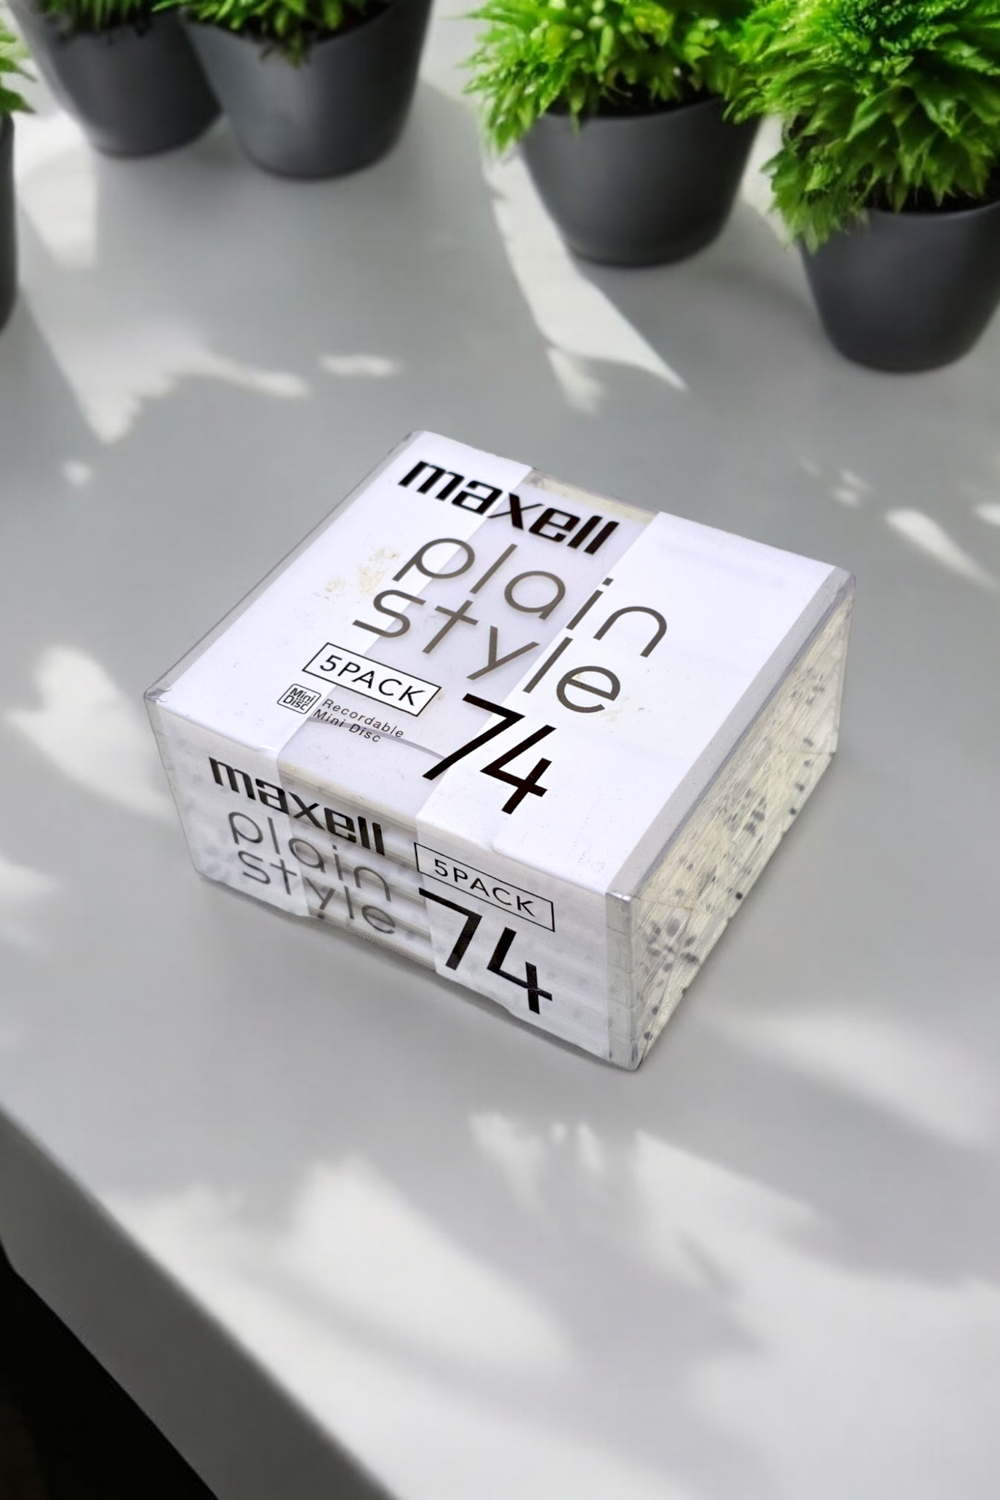 maxell
plain
style
5PACK
Mini
Disc
Recordable
Mini Disc
74
maxell
plain
style
5PACK
74